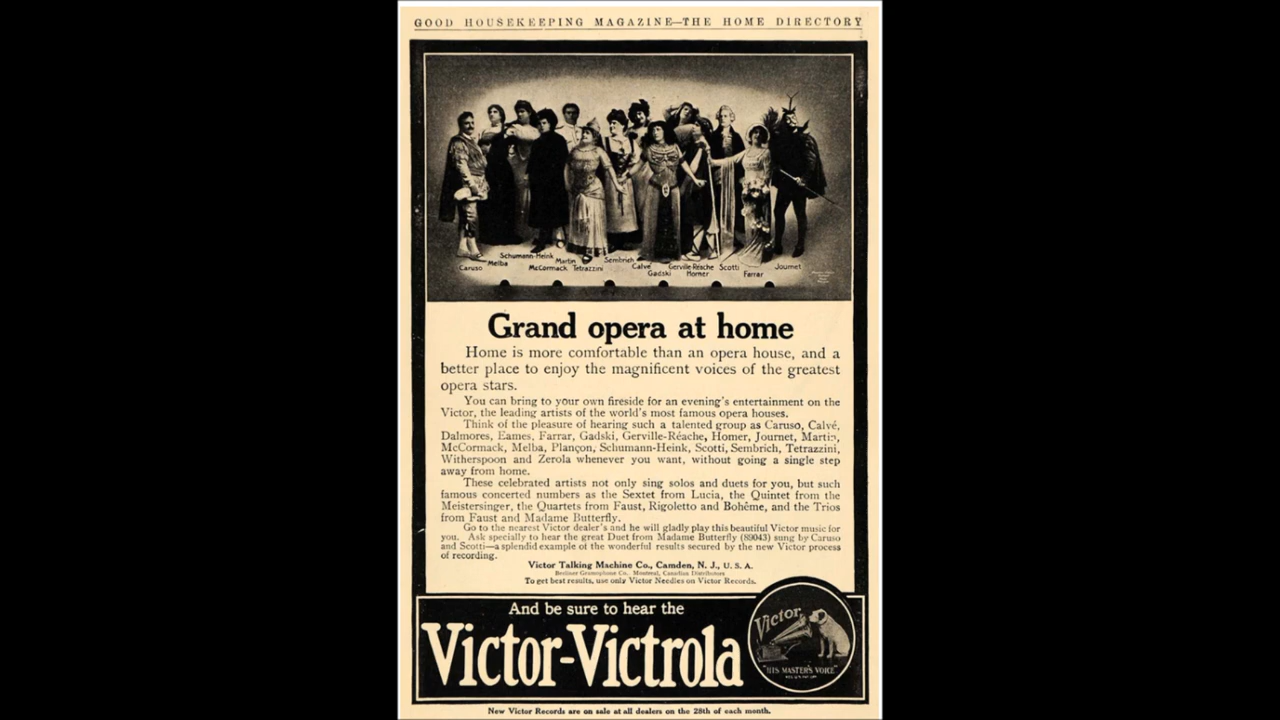 GOOD HOUSEKEEPING MAGAZINE—THE HOME DIRECTORY
Caruso
Melba
Schumann-Heink
McCormack
Martin
Tetrazzini
Sembrich
Calvé
Gadski
Gerville-Réache
Homer
Scotti
Farrar
Journet
Grand opera at home
Home is more comfortable than an opera house, and a
better place to enjoy the magnificent voices of the greatest
opera stars.
You can bring to your own fireside for an evening's entertainment on the
Victor, the leading artists of the world's most famous opera houses.
Think of the pleasure of hearing such a talented group as Caruso, Calvé,
Dalmores, Eames, Farrar, Gadski, Gerville-Réache, Homer, Journet, Martin,
McCormack, Melba, Plançon, Schumann-Heink, Scotti, Sembrich, Tetrazzini,
Witherspoon and Zerola whenever you want, without going a single step
away from home.
These celebrated artists not only sing solos and duets for you, but such
famous concerted numbers as the Sextet from Lucia, the Quintet from the
Meistersinger, the Quartets from Faust, Rigoletto and Bohême, and the Trios
from Faust and Madame Butterfly.
Go to the nearest Victor dealer's and he will gladly play this beautiful Victor music for
you. Ask specially to hear the great Duet from Madame Butterfly (89043) sung by Caruso
and Scotti—a splendid example of the wonderful results secured by the new Victor process
of recording.
Victor Talking Machine Co., Camden, N. J., U. S. A.
Berliner Gramophone Co., Montreal, Canadian Distributors
To get best results, use only Victor Needles on Victor Records.
And be sure to hear the
Victor-Victrola
Victor
"HIS MASTER'S VOICE"
REG. U.S. PAT. OFF.
New Victor Records are on sale at all dealers on the 28th of each month.